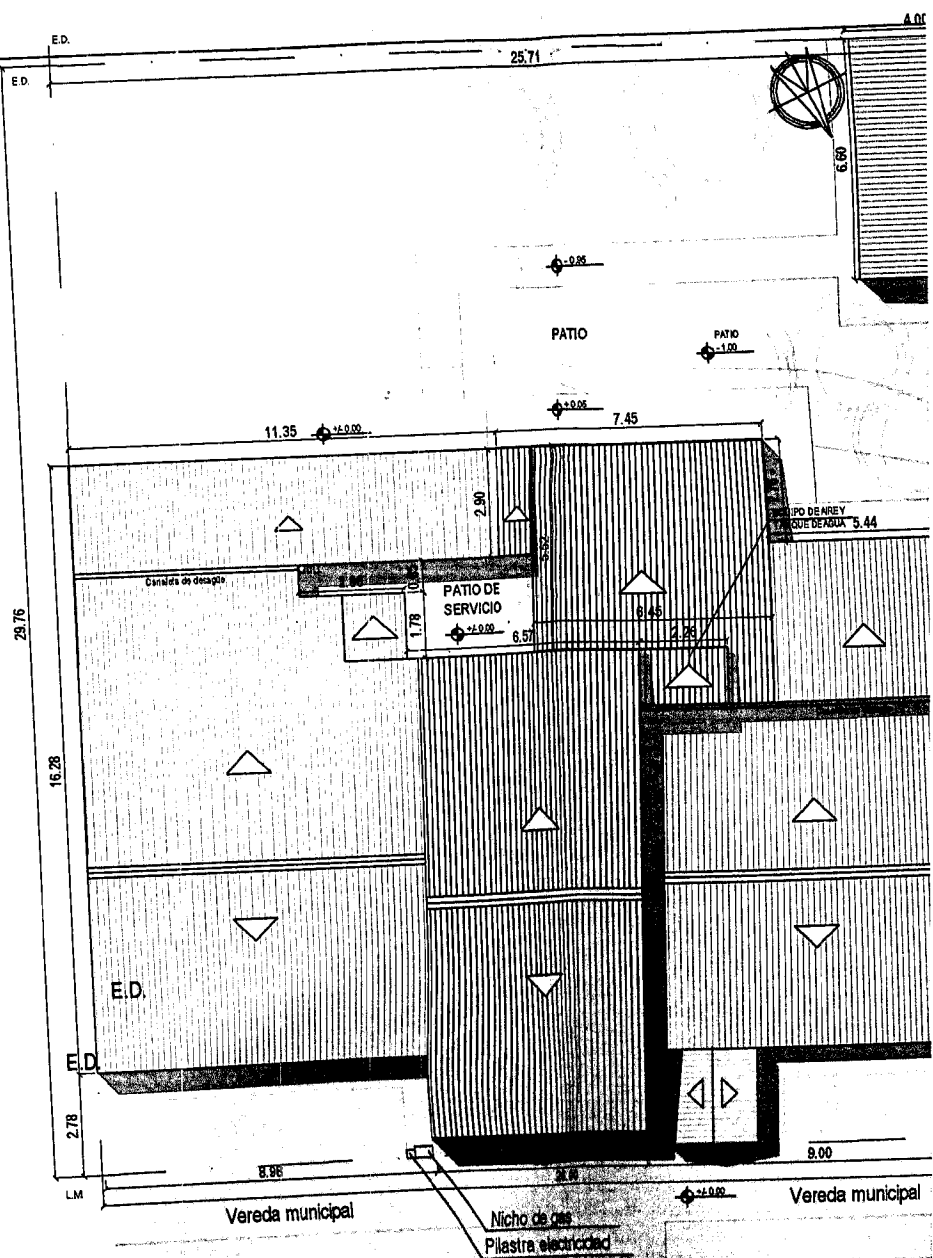 E.D.
4.00
E.D.
25.71
6.60
-0.95
PATIO
PATIO
-1.00
+0.05
+/-0.00
11.35
7.45
2.90
5.44
Canaleta de desagüe
PATIO DE
SERVICIO
+/-0.00
1.78
6.57
6.45
2.26
29.76
16.28
E.D.
E.D.
2.78
8.96
9.00
L.M
+/-0.00
Vereda municipal
Vereda municipal
Nicho de gas
Pilastra electricidad